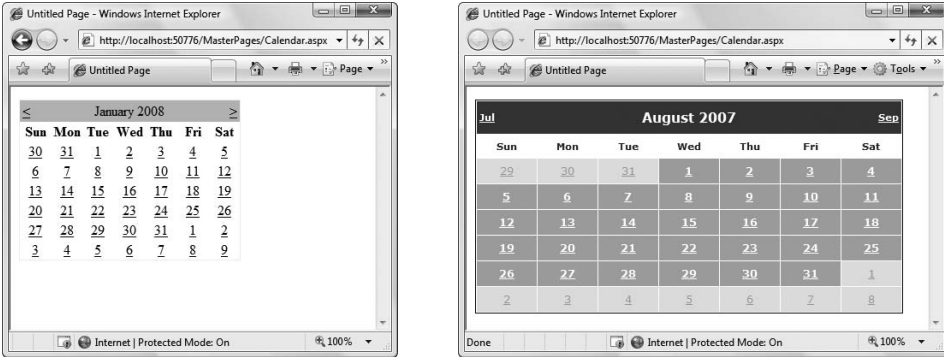 Untitled Page - Windows Internet Explorer
http://localhost:50776/MasterPages/Calendar.aspx
Untitled Page
Page
»
< January 2008 >
Sun Mon Tue Wed Thu Fri Sat
30 31 1 2 3 4 5
6 7 8 9 10 11 12
13 14 15 16 17 18 19
20 21 22 23 24 25 26
27 28 29 30 31 1 2
3 4 5 6 7 8 9
Internet | Protected Mode: On
100%
Untitled Page - Windows Internet Explorer
http://localhost:50776/MasterPages/Calendar.aspx
Untitled Page
Page
Tools
»
Jul August 2007 Sep
Sun Mon Tue Wed Thu Fri Sat
29 30 31 1 2 3 4
5 6 7 8 9 10 11
12 13 14 15 16 17 18
19 20 21 22 23 24 25
26 27 28 29 30 31 1
2 3 4 5 6 7 8
Done
Internet | Protected Mode: On
100%